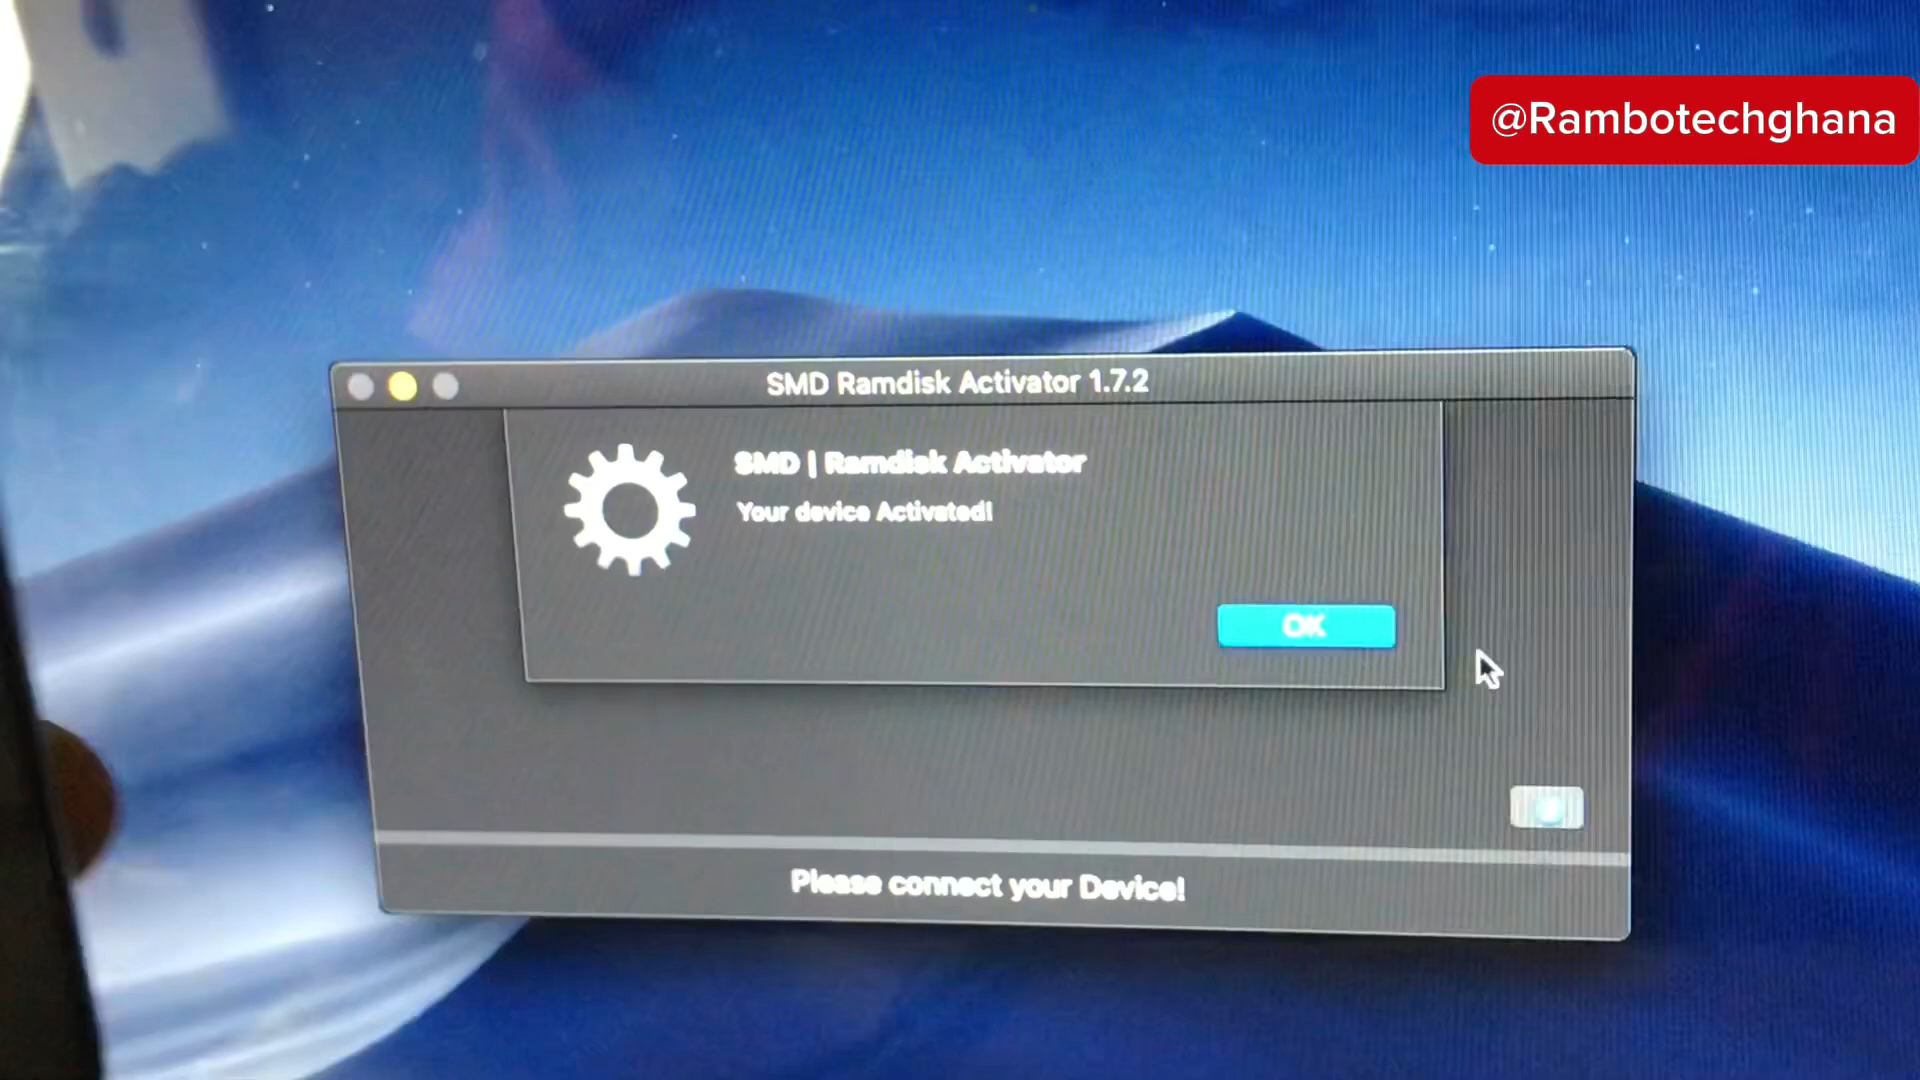 @Rambotechghana
SMD Ramdisk Activator 1.7.2
SMD | Ramdisk Activator
Your device Activated!
OK
Please connect your Device!